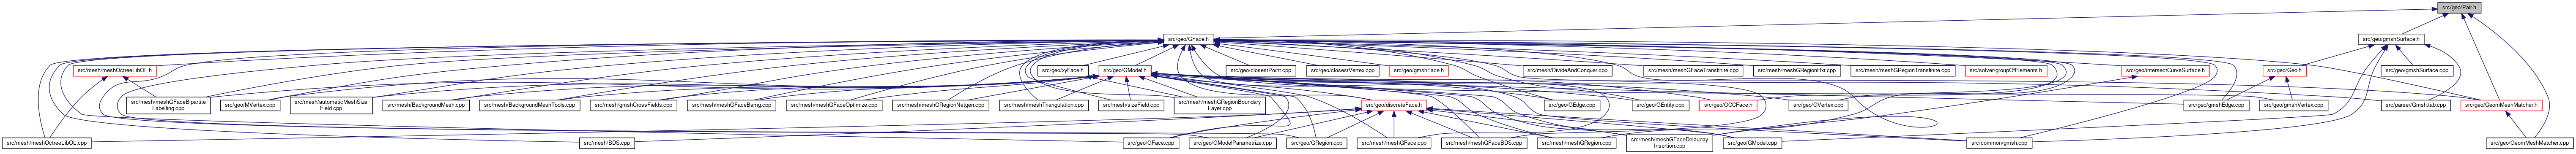 src/geo/Pair.h
src/geo/GFace.h
src/geo/gmshSurface.h
src/mesh/meshOctreeLibOL.h
src/geo/xyFace.h
src/geo/GModel.h
src/geo/closestPoint.cpp
src/geo/closestVertex.cpp
src/geo/gmshFace.h
src/mesh/DivideAndConquer.cpp
src/mesh/meshGFaceTransfinite.cpp
src/mesh/meshGRegionHxt.cpp
src/mesh/meshGRegionTransfinite.cpp
src/solver/groupOfElements.h
src/geo/intersectCurveSurface.h
src/geo/Geo.h
src/geo/gmshSurface.cpp
src/mesh/meshGFaceBipartite
Labelling.cpp
src/geo/MVertex.cpp
src/mesh/automaticMeshSize
Field.cpp
src/mesh/BackgroundMesh.cpp
src/mesh/BackgroundMeshTools.cpp
src/mesh/gmshCrossFields.cpp
src/mesh/meshGFaceBamg.cpp
src/mesh/meshGFaceOptimize.cpp
src/mesh/meshGRegionNetgen.cpp
src/mesh/meshTriangulation.cpp
src/mesh/sizeField.cpp
src/mesh/meshGRegionBoundary
Layer.cpp
src/geo/discreteFace.h
src/geo/GEdge.cpp
src/geo/GEntity.cpp
src/geo/OCCFace.h
src/geo/GVertex.cpp
src/geo/gmshEdge.cpp
src/geo/gmshVertex.cpp
src/parser/Gmsh.tab.cpp
src/geo/GeomMeshMatcher.h
src/mesh/meshOctreeLibOL.cpp
src/mesh/BDS.cpp
src/geo/GFace.cpp
src/geo/GModelParametrize.cpp
src/geo/GRegion.cpp
src/mesh/meshGFace.cpp
src/mesh/meshGFaceBDS.cpp
src/mesh/meshGRegion.cpp
src/mesh/meshGFaceDelaunay
Insertion.cpp
src/geo/GModel.cpp
src/common/gmsh.cpp
src/geo/GeomMeshMatcher.cpp